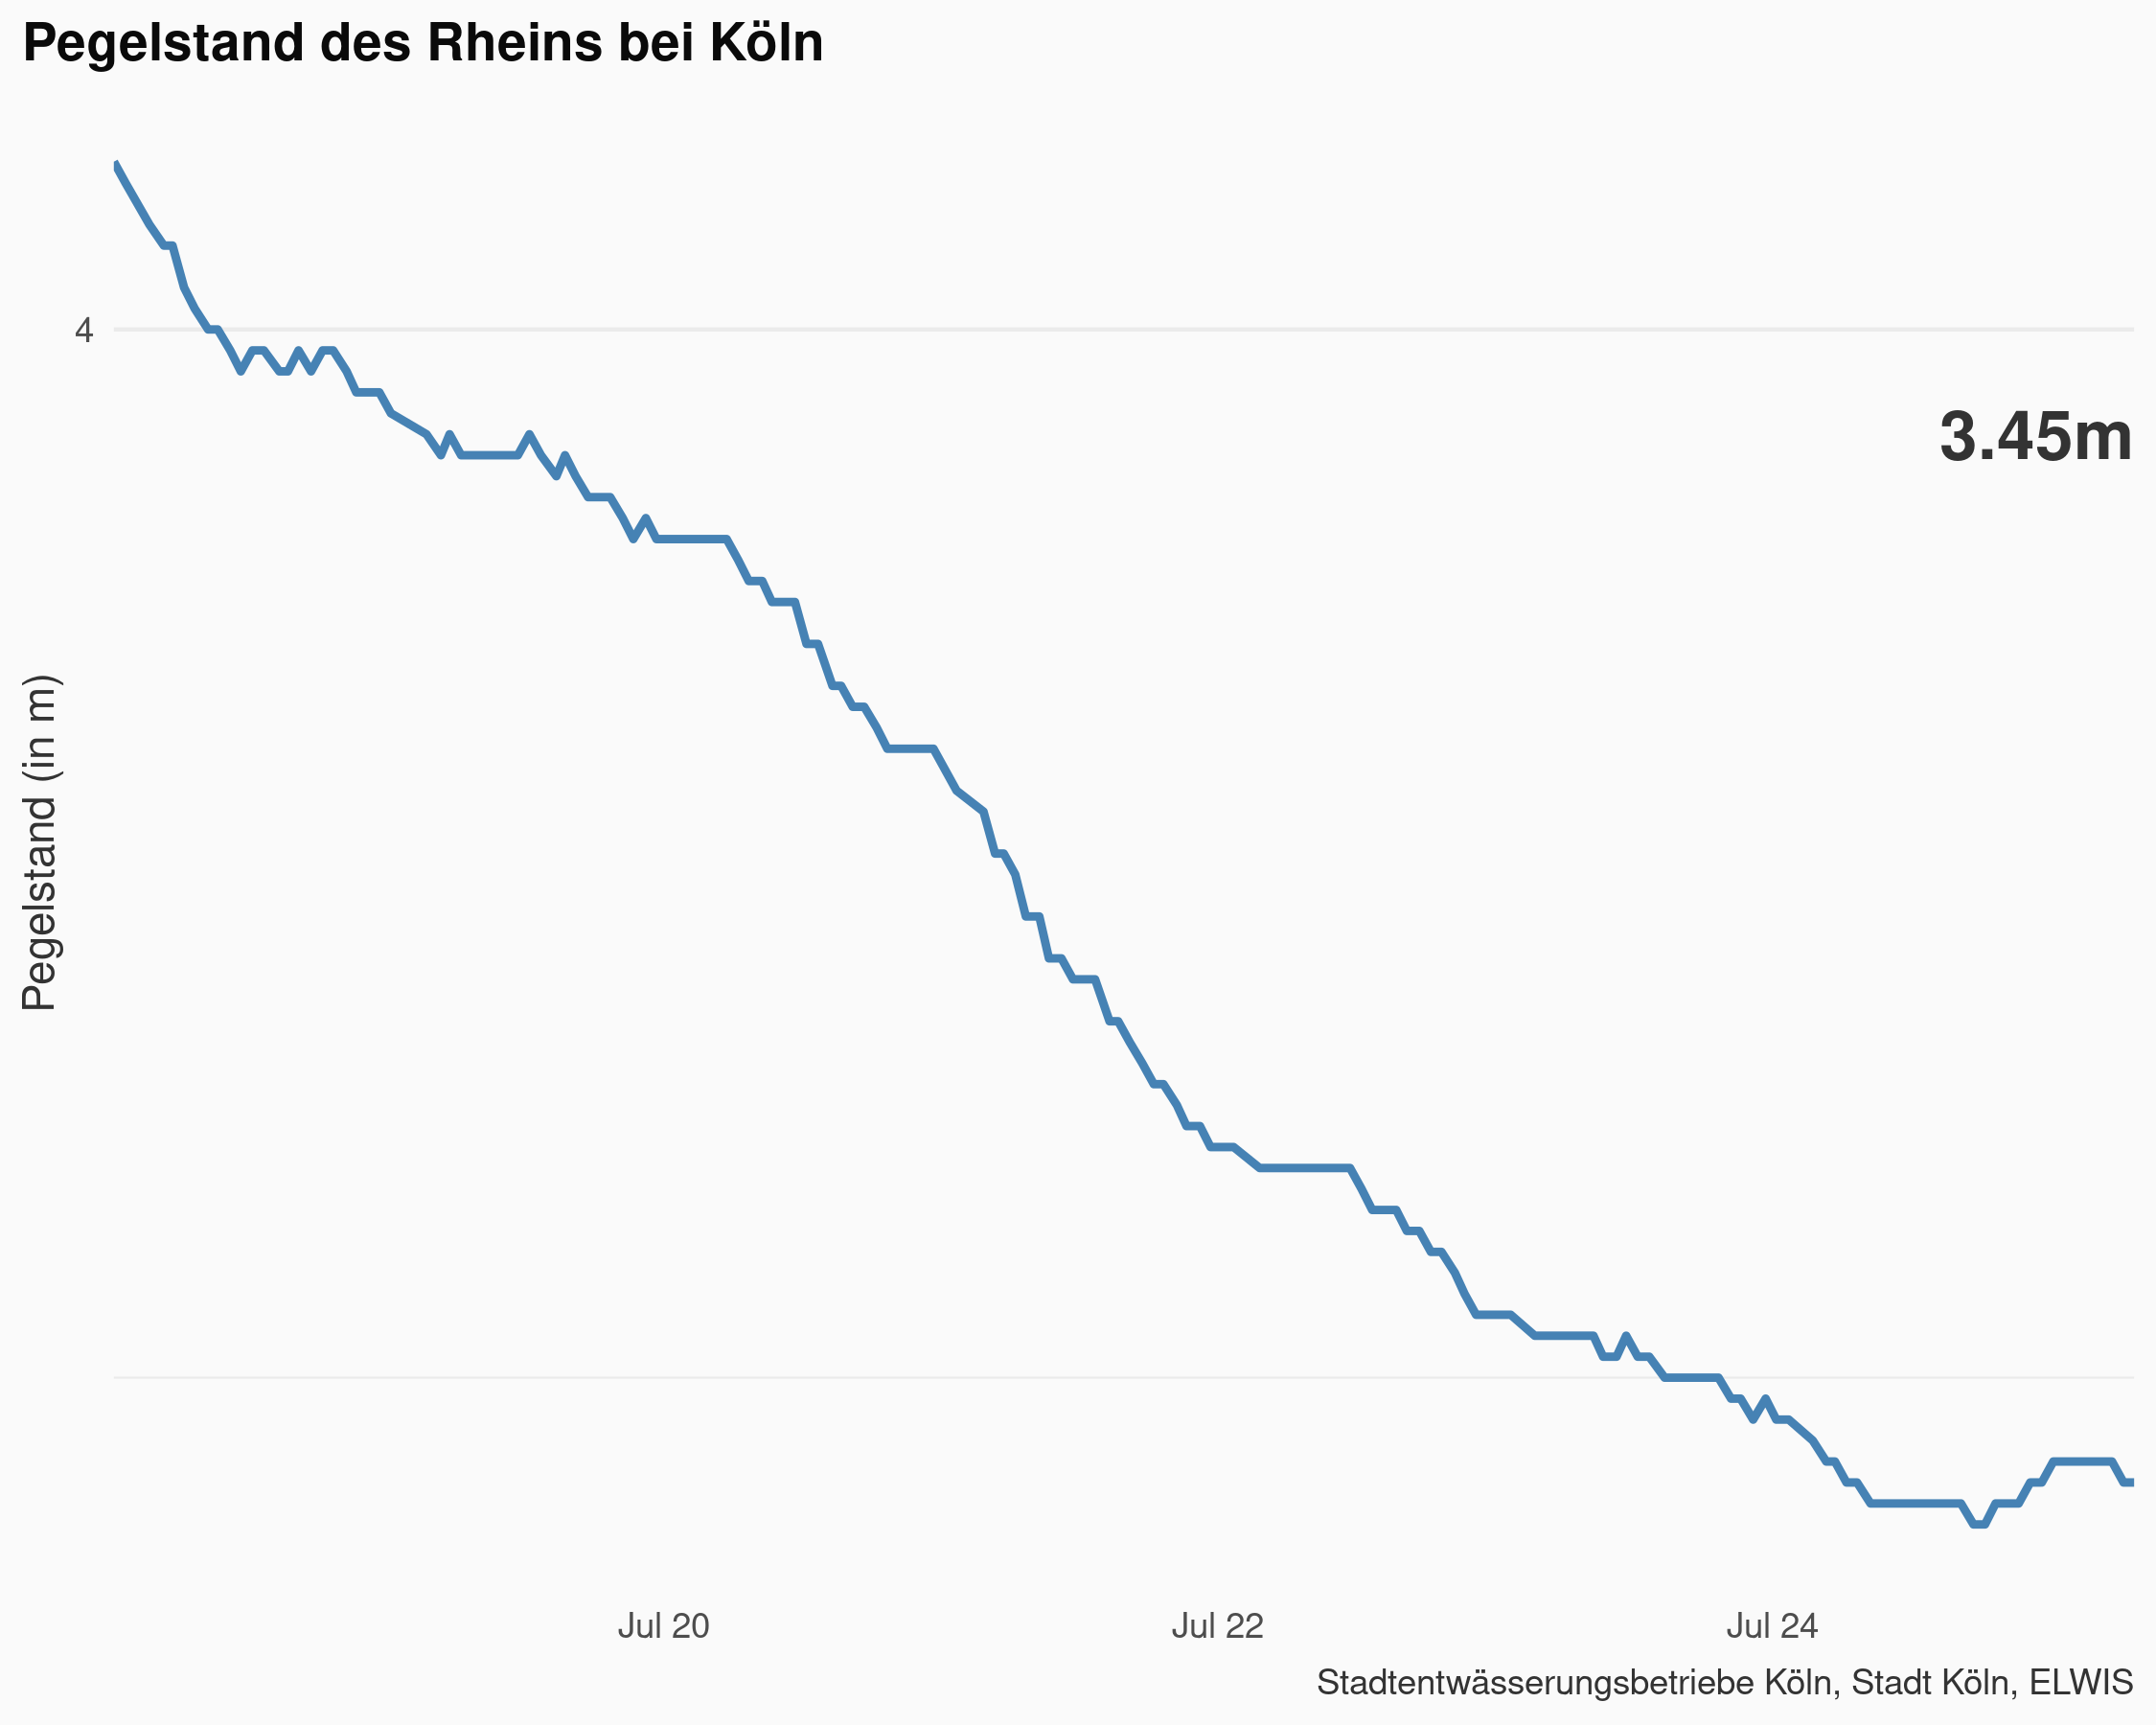 Pegelstand des Rheins bei Köln
4
3.45m
Pegelstand (in m)
Jul 20
Jul 22
Jul 24
Stadtentwässerungsbetriebe Köln, Stadt Köln, ELWIS